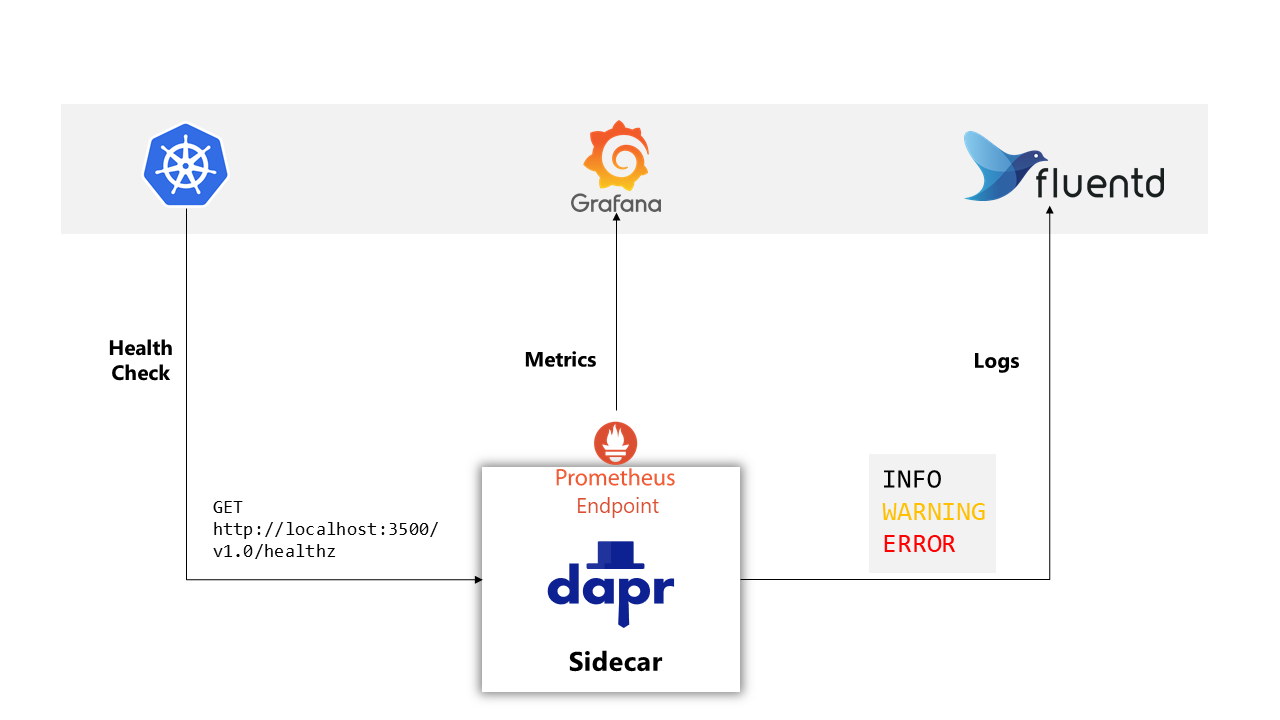 Grafana
fluentd
Health
Check
Metrics
Logs
GET
http://localhost:3500/
v1.0/healthz
Prometheus
Endpoint
dapr
Sidecar
INFO
WARNING
ERROR